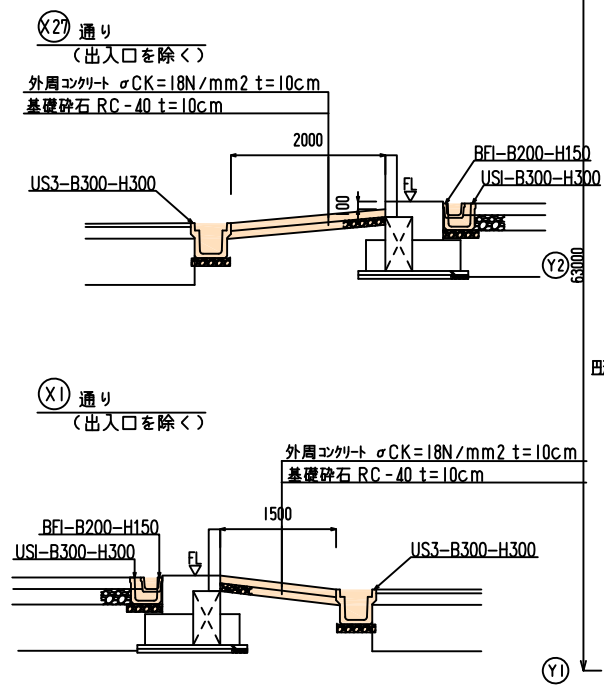 X27 通り
(出入口を除く)
外周コンクリート σCK=18N/mm2 t=10cm
基礎砕石 RC-40 t=10cm
2000
BF1-B200-H150
US1-B300-H300
US3-B300-H300
FL
100
Y2
63000
X1 通り
(出入口を除く)
外周コンクリート σCK=18N/mm2 t=10cm
基礎砕石 RC-40 t=10cm
1500
BF1-B200-H150
US1-B300-H300
FL
US3-B300-H300
Y1